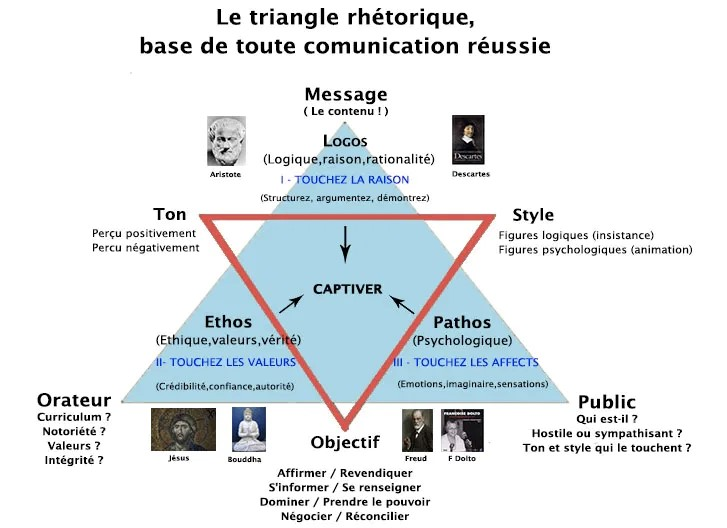 Le triangle rhétorique,
base de toute comunication réussie
Message
( Le contenu ! )
LOGOS
(Logique,raison,rationalité)
Aristote
Descartes
Descartes
I - TOUCHEZ LA RAISON
(Structurez, argumentez, démontrez)
Ton
Style
Perçu positivement
Perçu négativement
Figures logiques (insistance)
Figures psychologiques (animation)
CAPTIVER
Ethos
(Ethique,valeurs,vérité)
Pathos
(Psychologique)
II- TOUCHEZ LES VALEURS
III - TOUCHEZ LES AFFECTS
(Crédibilité,confiance,autorité)
(Emotions,imaginaire,sensations)
Orateur
Curriculum ?
Notoriété ?
Valeurs ?
Intégrité ?
Public
Qui est-il ?
Hostile ou sympathisant ?
Ton et style qui le touchent ?
Jésus
Bouddha
FRANÇOISE DOLTO
Freud
F Dolto
Objectif
Affirmer / Revendiquer
S'informer / Se renseigner
Dominer / Prendre le pouvoir
Négocier / Réconcilier